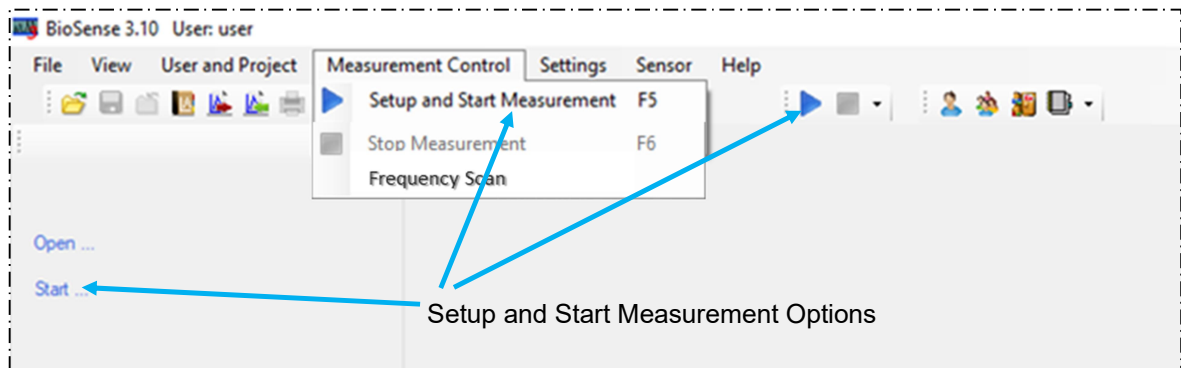 BioSense 3.10 User: user
File View User and Project Measurement Control Settings Sensor Help
Setup and Start Measurement F5
Stop Measurement F6
Frequency Scan
Open ...
Start ...
Setup and Start Measurement Options